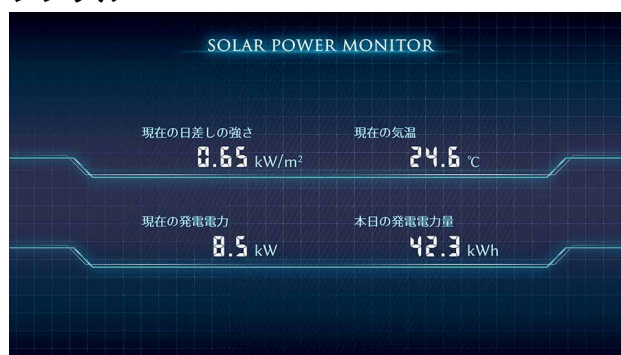 SOLAR POWER MONITOR
現在の日差しの強さ
0.65 kW/m²
現在の気温
24.6 ℃
現在の発電電力
8.5 kW
本日の発電電力量
42.3 kWh